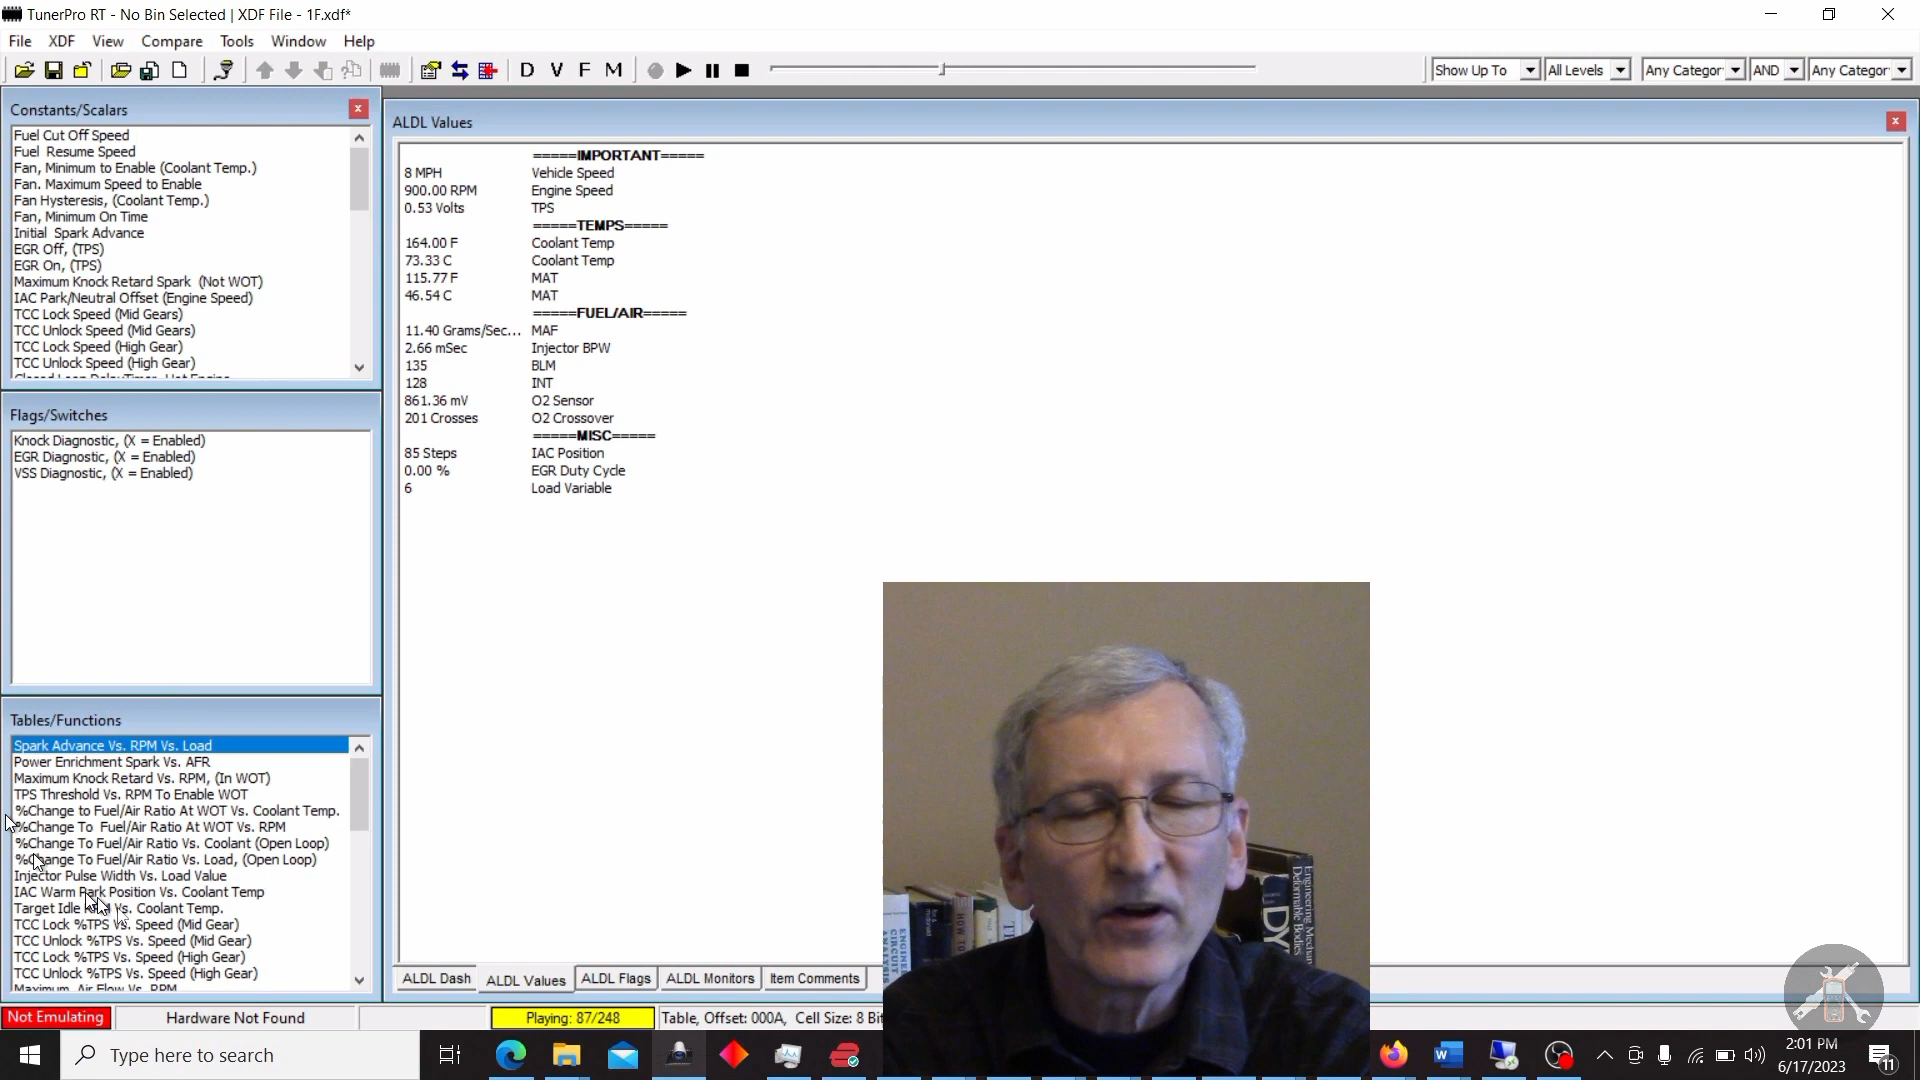 TunerPro RT - No Bin Selected | XDF File - 1F.xdf*
File XDF View Compare Tools Window Help
D V F M
Show Up To All Levels Any Categor AND Any Categor
Constants/Scalars
Fuel Cut Off Speed
Fuel Resume Speed
Fan, Minimum to Enable (Coolant Temp.)
Fan. Maximum Speed to Enable
Fan Hysteresis, (Coolant Temp.)
Fan, Minimum On Time
Initial Spark Advance
EGR Off, (TPS)
EGR On, (TPS)
Maximum Knock Retard Spark (Not WOT)
IAC Park/Neutral Offset (Engine Speed)
TCC Lock Speed (Mid Gears)
TCC Unlock Speed (Mid Gears)
TCC Lock Speed (High Gear)
TCC Unlock Speed (High Gear)
Flags/Switches
Knock Diagnostic, (X = Enabled)
EGR Diagnostic, (X = Enabled)
VSS Diagnostic, (X = Enabled)
Tables/Functions
Spark Advance Vs. RPM Vs. Load
Power Enrichment Spark Vs. AFR
Maximum Knock Retard Vs. RPM, (In WOT)
TPS Threshold Vs. RPM To Enable WOT
%Change to Fuel/Air Ratio At WOT Vs. Coolant Temp.
%Change To Fuel/Air Ratio At WOT Vs. RPM
%Change To Fuel/Air Ratio Vs. Coolant (Open Loop)
%Change To Fuel/Air Ratio Vs. Load, (Open Loop)
Injector Pulse Width Vs. Load Value
IAC Warm Park Position Vs. Coolant Temp
Target Idle Vs. Coolant Temp.
TCC Lock %TPS Vs. Speed (Mid Gear)
TCC Unlock %TPS Vs. Speed (Mid Gear)
TCC Lock %TPS Vs. Speed (High Gear)
TCC Unlock %TPS Vs. Speed (High Gear)
Maximum Air Flow Vs. RPM
ALDL Values
=====IMPORTANT=====
8 MPH Vehicle Speed
900.00 RPM Engine Speed
0.53 Volts TPS
=====TEMPS=====
164.00 F Coolant Temp
73.33 C Coolant Temp
115.77 F MAT
46.54 C MAT
=====FUEL/AIR=====
11.40 Grams/Sec... MAF
2.66 mSec Injector BPW
135 BLM
128 INT
861.36 mV O2 Sensor
201 Crosses O2 Crossover
=====MISC=====
85 Steps IAC Position
0.00 % EGR Duty Cycle
6 Load Variable
Engineering Mechan
Deformable Bodies
DY
HOW TO
ENGINEER
CIRCUIT
ALDL Dash ALDL Values ALDL Flags ALDL Monitors Item Comments
Not Emulating Hardware Not Found Playing: 87/248 Table, Offset: 000A, Cell Size: 8 Bit
Type here to search
2:01 PM
6/17/2023
11